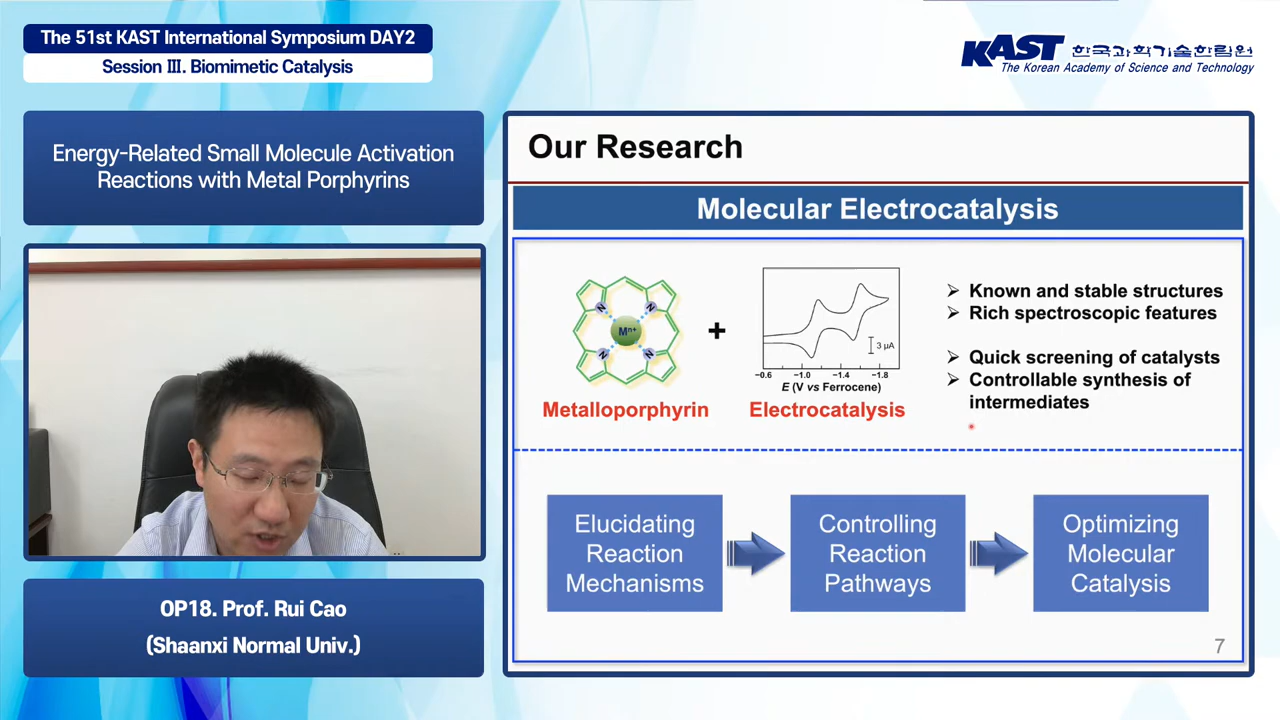 The 51st KAST International Symposium DAY2
Session III. Biomimetic Catalysis
KAST 한국과학기술한림원
The Korean Academy of Science and Technology
Energy-Related Small Molecule Activation
Reactions with Metal Porphyrins
OP18. Prof. Rui Cao
(Shaanxi Normal Univ.)
Our Research
Molecular Electrocatalysis
N N
Mⁿ⁺
N N
Metalloporphyrin
+
3 μA
−0.6 −1.0 −1.4 −1.8
E (V vs Ferrocene)
Electrocatalysis
➢ Known and stable structures
➢ Rich spectroscopic features
➢ Quick screening of catalysts
➢ Controllable synthesis of
intermediates
Elucidating
Reaction
Mechanisms
Controlling
Reaction
Pathways
Optimizing
Molecular
Catalysis
7